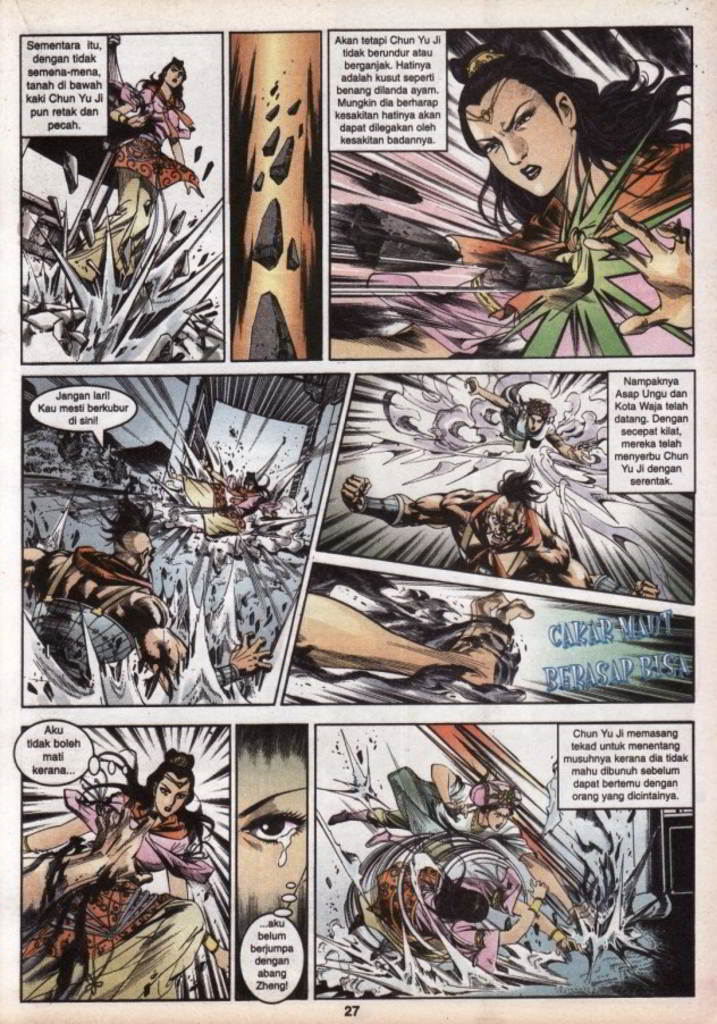 Sementara itu,
dengan tidak
semena-mena,
tanah di bawah
kaki Chun Yu Ji
pun retak dan
pecah.
Akan tetapi Chun Yu Ji
tidak berundur atau
berganjak. Hatinya
adalah kusut seperti
benang dilanda ayam.
Mungkin dia berharap
kesakitan hatinya akan
dapat dilegakan oleh
kesakitan badannya.
Jangan lari!
Kau mesti berkubur
di sini!
Nampaknya
Asap Ungu dan
Kota Waja telah
datang. Dengan
secepat kilat,
mereka telah
menyerbu Chun
Yu Ji dengan
serentak.
CAKAR MAUT
BERASAP BISA
Aku
tidak boleh
mati
kerana...
...aku
belum
berjumpa
dengan
abang
Zheng!
Chun Yu Ji memasang
tekad untuk menentang
musuhnya kerana dia tidak
mahu dibunuh sebelum
dapat bertemu dengan
orang yang dicintainya.
27